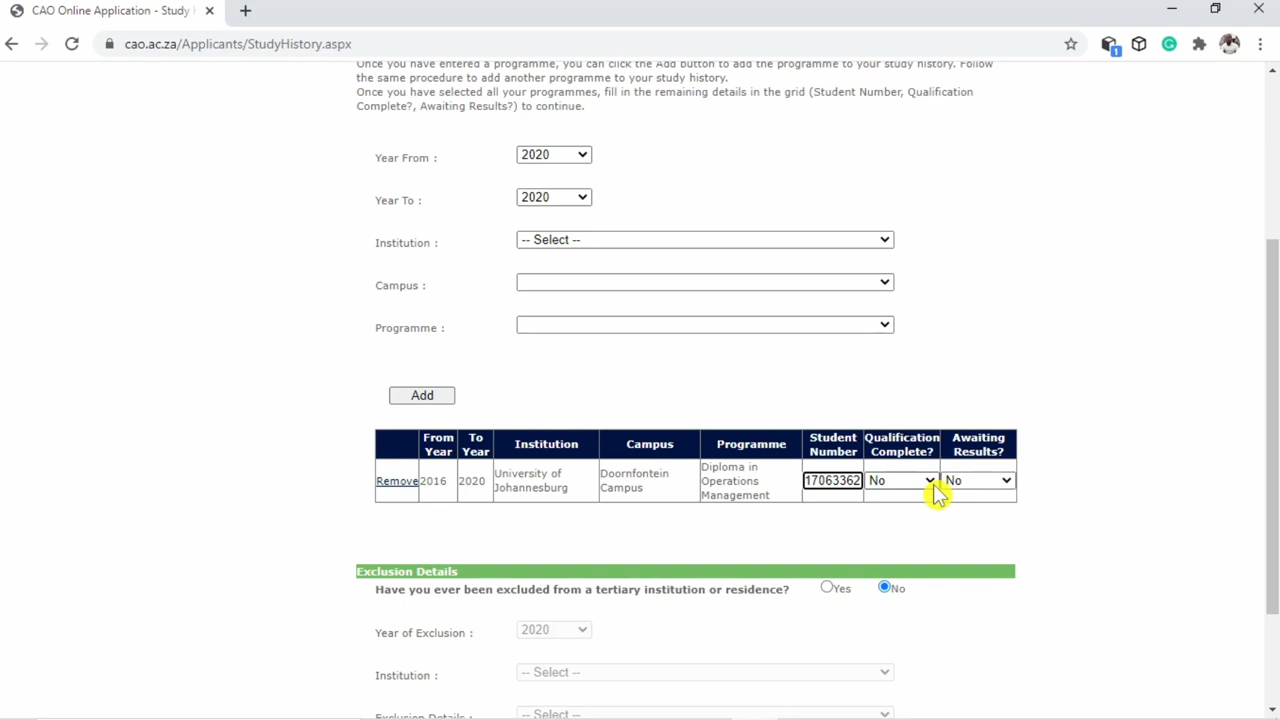 CAO Online Application - Study
cao.ac.za/Applicants/StudyHistory.aspx
1
Once you have entered a programme, you can click the Add button to add the programme to your study history. Follow
the same procedure to add another programme to your study history.
Once you have selected all your programmes, fill in the remaining details in the grid (Student Number, Qualification
Complete?, Awaiting Results?) to continue.
Year From : 2020
Year To : 2020
Institution : -- Select --
Campus :
Programme :
Add
From Year To Year Institution Campus Programme Student Number Qualification Complete? Awaiting Results?
Remove 2016 2020 University of Johannesburg Doornfontein Campus Diploma in Operations Management 17063362 No No
Exclusion Details
Have you ever been excluded from a tertiary institution or residence? Yes No
Year of Exclusion : 2020
Institution : -- Select --
Exclusion Details : -- Select --